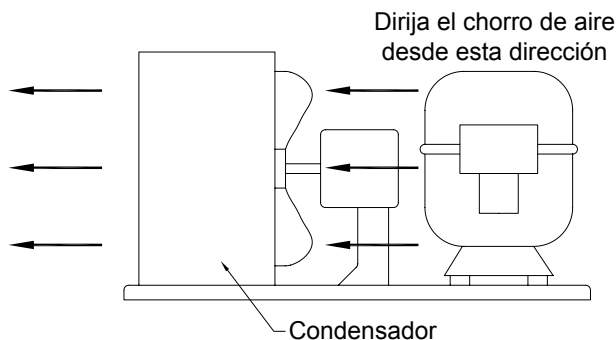 Dirija el chorro de aire
desde esta dirección
Condensador